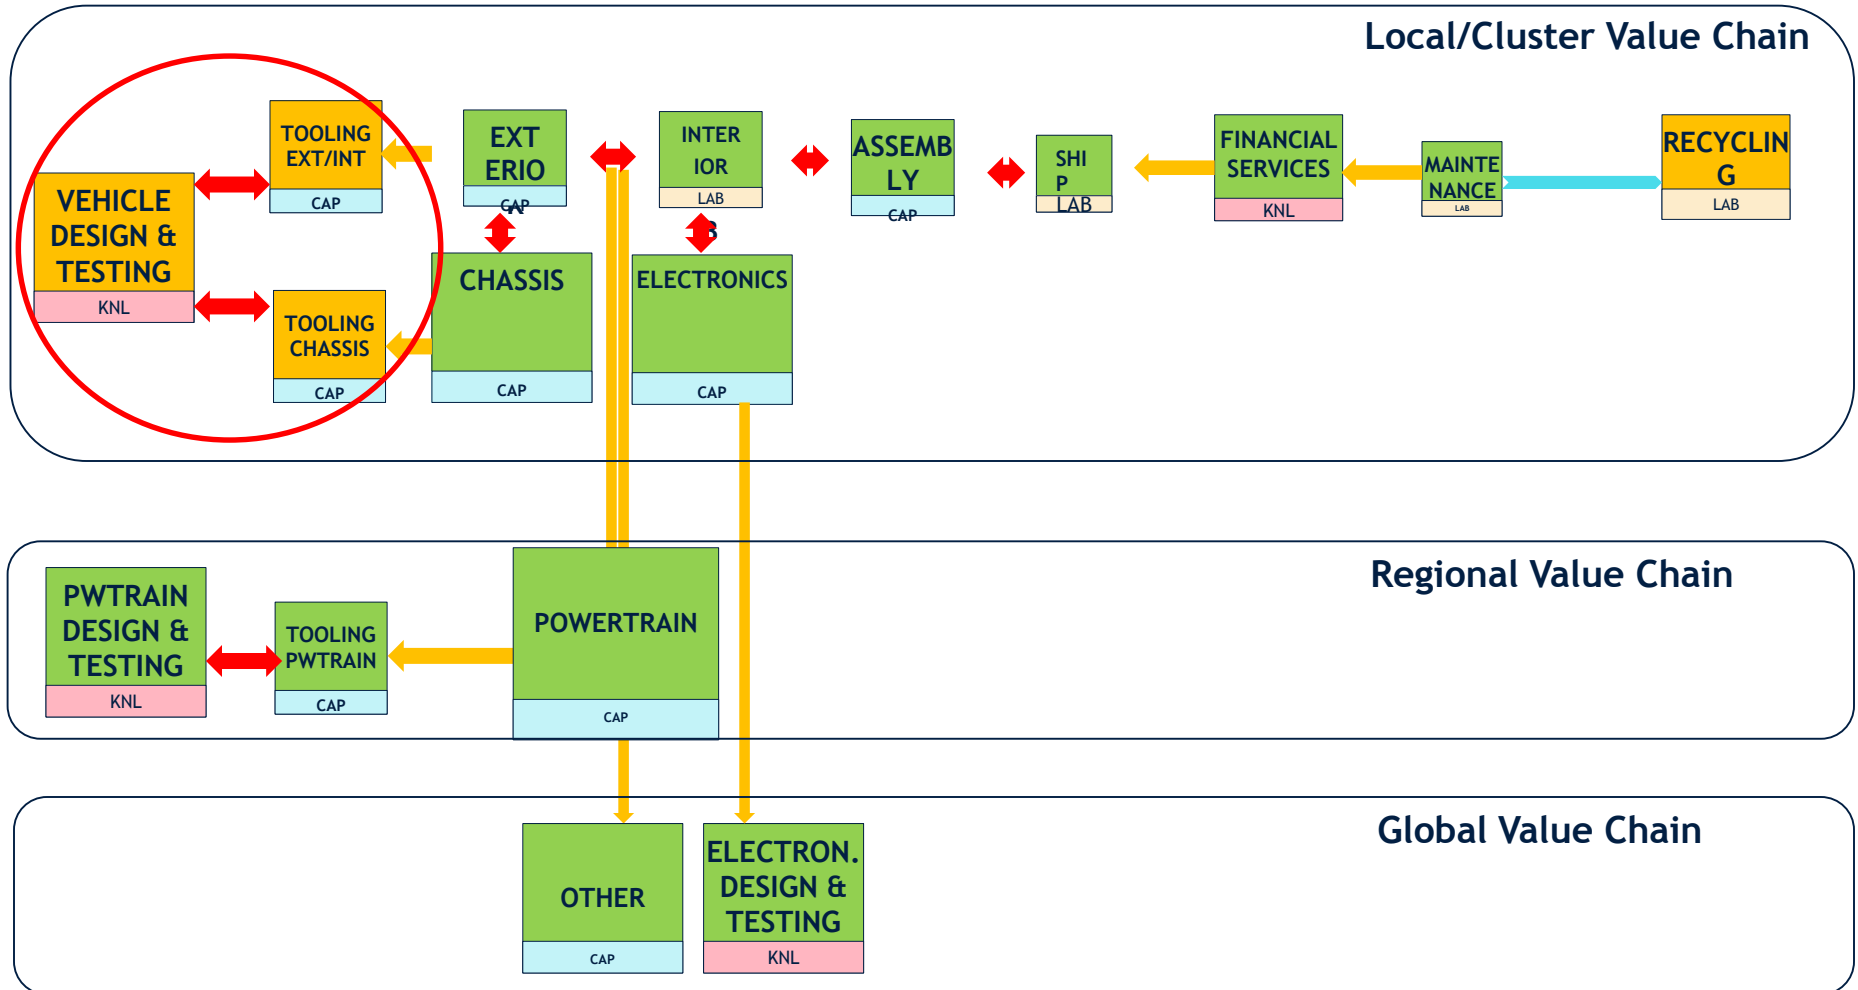 Local/Cluster Value Chain
TOOLING
EXT/INT
CAP
VEHICLE
DESIGN &
TESTING
KNL
TOOLING
CHASSIS
CAP
EXT
ERIO
CAP
CHASSIS
CAP
INTER
IOR
LAB
ELECTRONICS
CAP
ASSEMB
LY
CAP
SHI
P
LAB
FINANCIAL
SERVICES
KNL
MAINTE
NANCE
LAB
RECYCLIN
G
LAB
Regional Value Chain
PWTRAIN
DESIGN &
TESTING
KNL
TOOLING
PWTRAIN
CAP
POWERTRAIN
CAP
Global Value Chain
OTHER
CAP
ELECTRON.
DESIGN &
TESTING
KNL